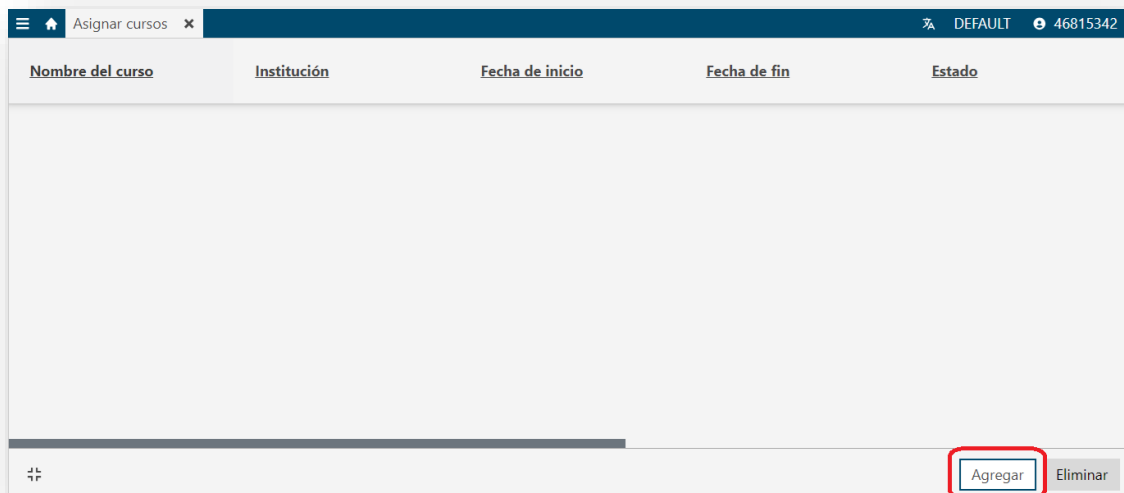 Asignar cursos DEFAULT 46815342
Nombre del curso Institución Fecha de inicio Fecha de fin Estado
Agregar Eliminar